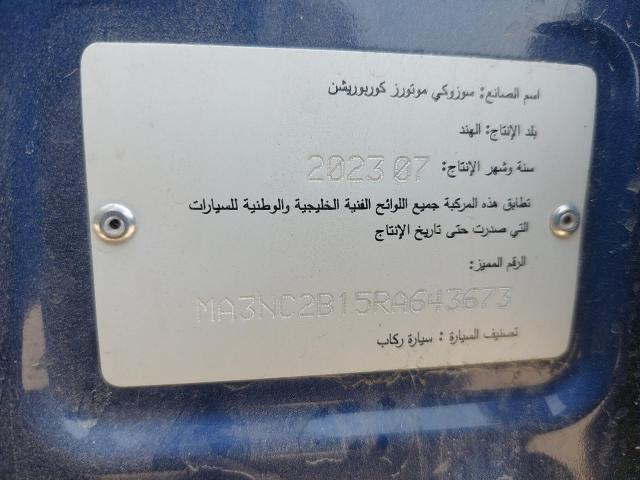 اسم الصانع: سوزوكي موتورز كوربوريشن
بلد الإنتاج: الهند
سنة وشهر الإنتاج: 2023 07
تطابق هذه المركبة جميع اللوائح الفنية الخليجية والوطنية للسيارات
التي صدرت حتى تاريخ الإنتاج
الرقم المميز:
MA3NC2B15RA643673
تصنيف السيارة : سيارة ركاب